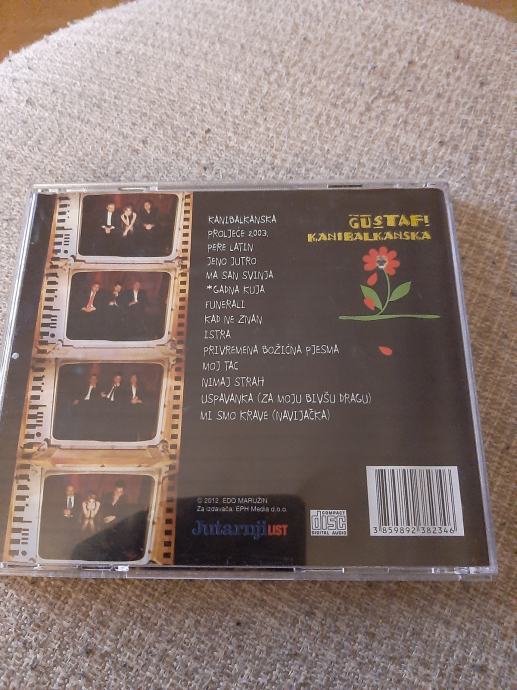 KANIBALKANSKA
PROLJEĆE 2003.
PERE LATIN
JENO JUTRO
MA SAN SVINJA
*GADNA KUJA
FUNERALI
KAD NE ZNAN
ISTRA
PRIVREMENA BOŽIĆNA PJESMA
MOJ TAC
NIMAJ STRAH
USPAVANKA (ZA MOJU BIVŠU DRAGU)
MI SMO KRAVE (NAVIJAČKA)
GUSTAF!
KANIBALKANSKA
© 2012. EDO MARUŽIN
Za izdavača: EPH Media d.o.o.
Jutarnji LIST
COMPACT
disc
DIGITAL AUDIO
3 859892 382346